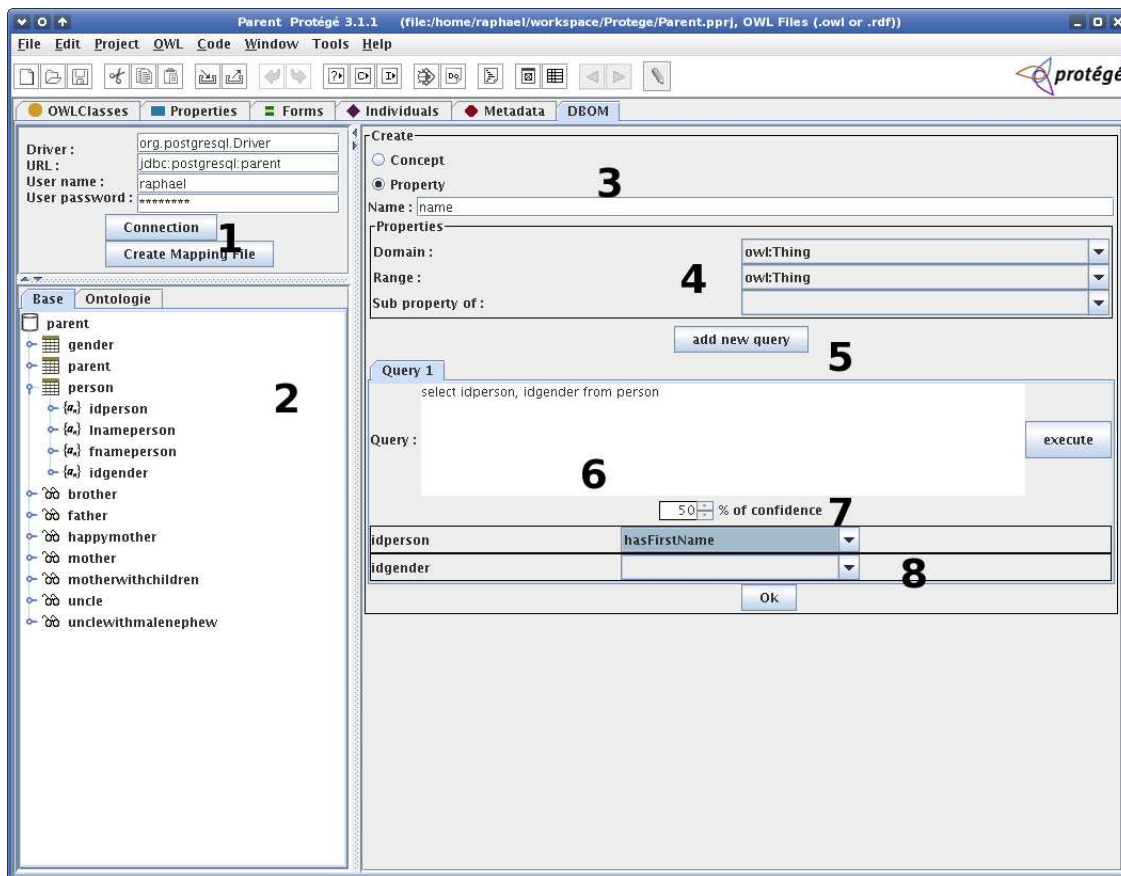 Parent Protégé 3.1.1 (file:/home/raphael/workspace/Protege/Parent.pprj, OWL Files (.owl or .rdf))
File Edit Project OWL Code Window Tools Help
protégé
OWLClasses Properties Forms Individuals Metadata DBOM
Driver : org.postgresql.Driver
URL : jdbc:postgresql:parent
User name : raphael
User password : ********
Connection
1
Create Mapping File
Base Ontologie
parent
gender
parent
person
2
{aₙ} idperson
{aₙ} lnameperson
{aₙ} fnameperson
{aₙ} idgender
brother
father
happymother
mother
motherwithchildren
uncle
unclewithmalenephew
Create
Concept
Property
3
Name : name
Properties
Domain : owl:Thing
Range : owl:Thing
4
Sub property of :
add new query
5
Query 1
select idperson, idgender from person
Query :
execute
6
50 % of confidence
7
idperson hasFirstName
idgender
8
Ok